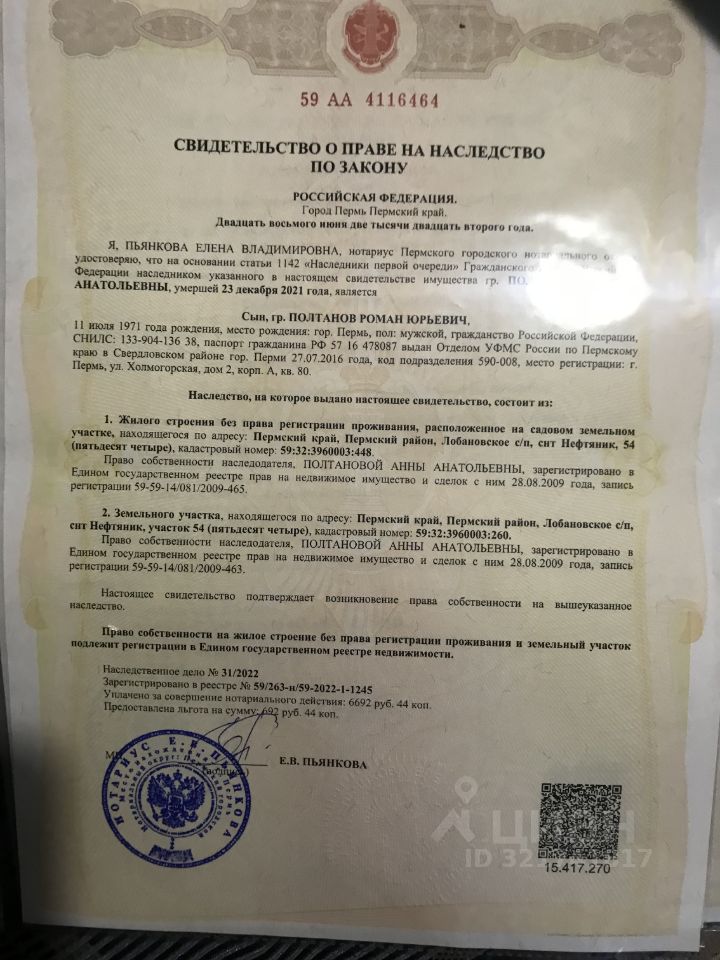 59 АА 4116464
СВИДЕТЕЛЬСТВО О ПРАВЕ НА НАСЛЕДСТВО
ПО ЗАКОНУ
РОССИЙСКАЯ ФЕДЕРАЦИЯ.
Город Пермь Пермский край.
Двадцать восьмого июня две тысячи двадцать второго года.
Я, ПЬЯНКОВА ЕЛЕНА ВЛАДИМИРОВНА, нотариус Пермского городского
удостоверяю, что на основании статьи 1142 «Наследники первой очереди» Гражданского
Федерации наследником указанного в настоящем свидетельстве имущества гр.
АНАТОЛЬЕВНЫ, умершей 23 декабря 2021 года, является
Сын, гр. ПОЛТАНОВ РОМАН ЮРЬЕВИЧ,
11 июля 1971 года рождения, место рождения: гор. Пермь, пол: мужской, гражданство Российской Федерации,
СНИЛС: 133-904-136 38, паспорт гражданина РФ 57 16 478087 выдан Отделом УФМС России по Пермскому
краю в Свердловском районе гор. Перми 27.07.2016 года, код подразделения 590-008, место регистрации: г.
Пермь, ул. Холмогорская, дом 2, корп. А, кв. 80.
Наследство, на которое выдано настоящее свидетельство, состоит из:
1. Жилого строения без права регистрации проживания, расположенное на садовом земельном
участке, находящегося по адресу: Пермский край, Пермский район, Лобановское с/п, снт Нефтяник, 54
(пятьдесят четыре), кадастровый номер: 59:32:3960003:448.
Право собственности наследодателя, ПОЛТАНОВОЙ АННЫ АНАТОЛЬЕВНЫ, зарегистрировано в
Едином государственном реестре прав на недвижимое имущество и сделок с ним 28.08.2009 года, запись
регистрации 59-59-14/081/2009-465.
2. Земельного участка, находящегося по адресу: Пермский край, Пермский район, Лобановское с/п,
снт Нефтяник, участок 54 (пятьдесят четыре), кадастровый номер: 59:32:3960003:260.
Право собственности наследодателя, ПОЛТАНОВОЙ АННЫ АНАТОЛЬЕВНЫ, зарегистрировано в
Едином государственном реестре прав на недвижимое имущество и сделок с ним 28.08.2009 года, запись
регистрации 59-59-14/081/2009-463.
Настоящее свидетельство подтверждает возникновение права собственности на вышеуказанное
наследство.
Право собственности на жилое строение без права регистрации проживания и земельный участок
подлежит регистрации в Едином государственном реестре недвижимости.
Наследственное дело № 31/2022
Зарегистрировано в реестре № 59/263-н/59-2022-1-1245
Уплачено за совершение нотариального действия: 6692 руб. 44 коп.
Предоставлена льгота на сумму: 692 руб. 44 коп.
Е.В. ПЬЯНКОВА
НОТАРИУС Е.В. ПЬЯНКОВА
ЦИАН
15.417.270